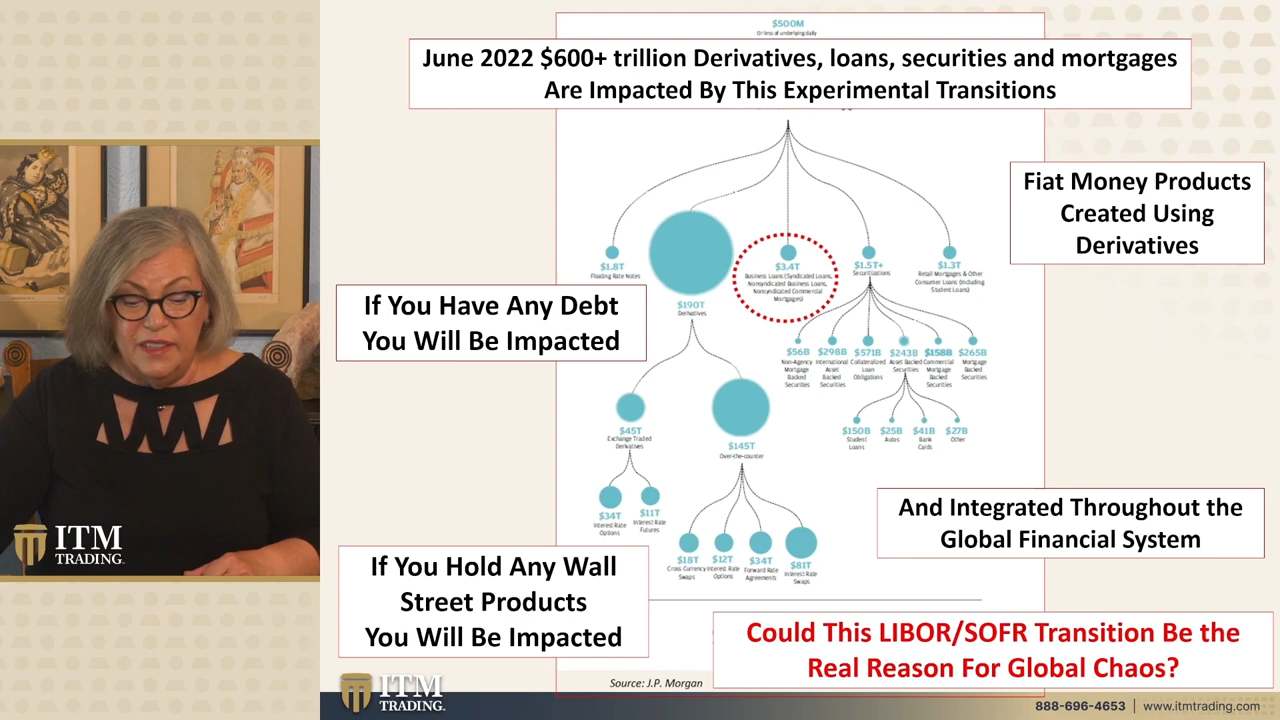 $500M
Or less of underlying daily
June 2022 $600+ trillion Derivatives, loans, securities and mortgages
Are Impacted By This Experimental Transitions
Fiat Money Products
Created Using
Derivatives
$1.8T
Floating Rate Notes
$190T
Derivatives
$3.4T
Business Loans (Syndicated Loans,
Nonsyndicated Business Loans,
Nonsyndicated Commercial
Mortgages)
$1.5T+
Securitizations
$1.3T
Retail Mortgages & Other
Consumer Loans (Including
Student Loans)
If You Have Any Debt
You Will Be Impacted
$56B
Non-Agency
Mortgage
Backed
Securities
$298B
International
Asset
Backed
Securities
$571B
Collateralized
Loan
Obligations
$243B
Asset Backed
Securities
$158B
Commercial
Mortgage
Backed
Securities
$265B
Mortgage
Backed
Securities
$45T
Exchange Traded
Derivatives
$145T
Over-the-counter
$150B
Student
Loans
$25B
Autos
$41B
Bank
Cards
$27B
Other
$34T
Interest Rate
Options
$11T
Interest Rate
Futures
$18T
Cross Currency
Swaps
$12T
Interest Rate
Options
$34T
Forward Rate
Agreements
$81T
Interest Rate
Swaps
And Integrated Throughout the
Global Financial System
If You Hold Any Wall
Street Products
You Will Be Impacted
Could This LIBOR/SOFR Transition Be the
Real Reason For Global Chaos?
Source: J.P. Morgan
ITM
TRADING.
ITM
TRADING.
888-696-4653 | www.itmtrading.com